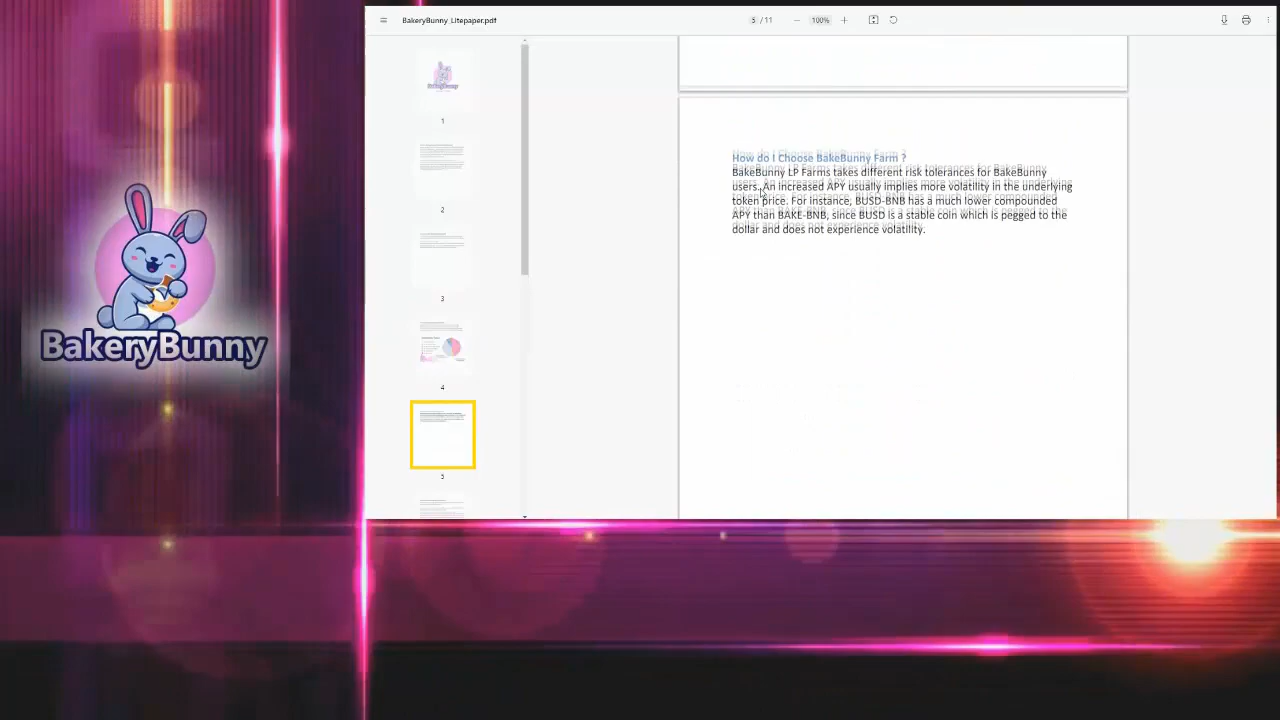 BakeryBunny_Litepaper.pdf
5 / 11
100%
BakeryBunny
1
2
3
4
5
How do I Choose BakeBunny Farm ?
BakeBunny LP Farms takes different risk tolerances for BakeBunny
users. An increased APY usually implies more volatility in the underlying
token price. For instance, BUSD-BNB has a much lower compounded
APY than BAKE-BNB, since BUSD is a stable coin which is pegged to the
dollar and does not experience volatility.
BakeryBunny